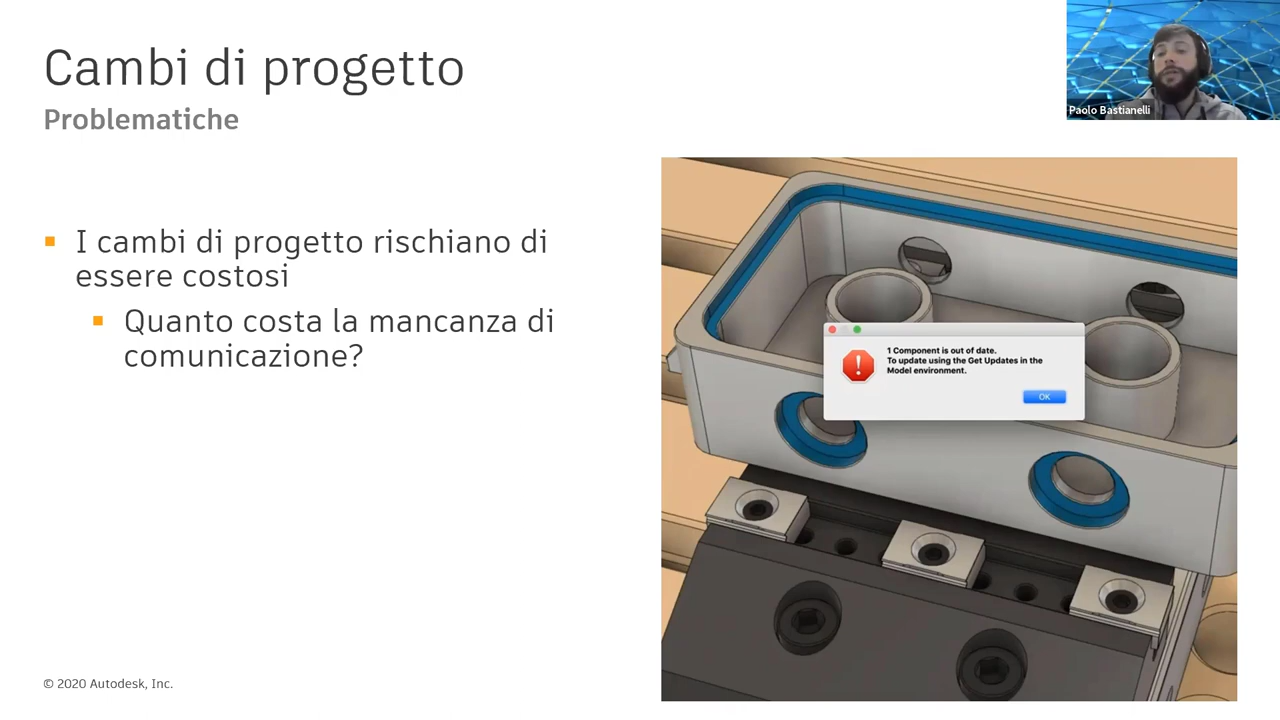 Cambi di progetto
Problematiche
Paolo Bastianelli
I cambi di progetto rischiano di
essere costosi
Quanto costa la mancanza di
comunicazione?
1 Component is out of date.
To update using the Get Updates in the
Model environment.
OK
© 2020 Autodesk, Inc.